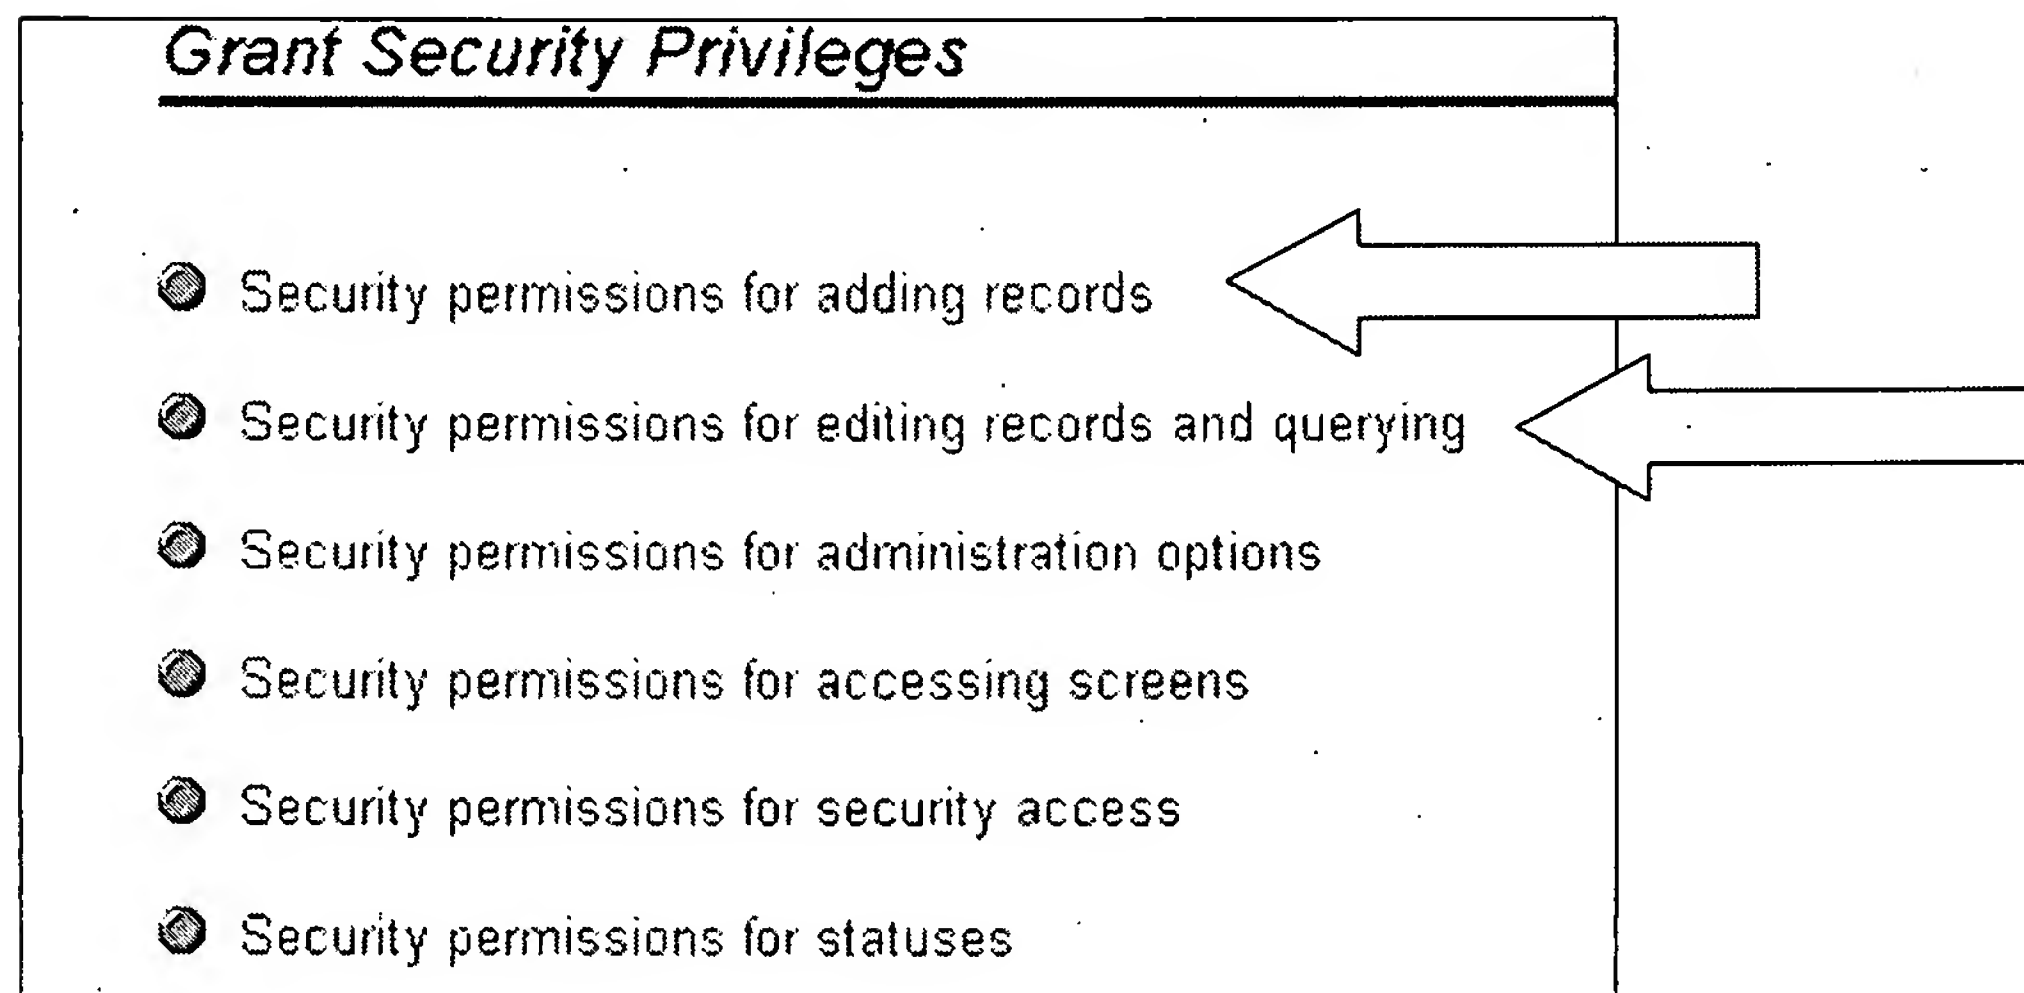 Grant Security Privileges
Security permissions for adding records
Security permissions for editing records and querying
Security permissions for administration options
Security permissions for accessing screens
Security permissions for security access
Security permissions for statuses